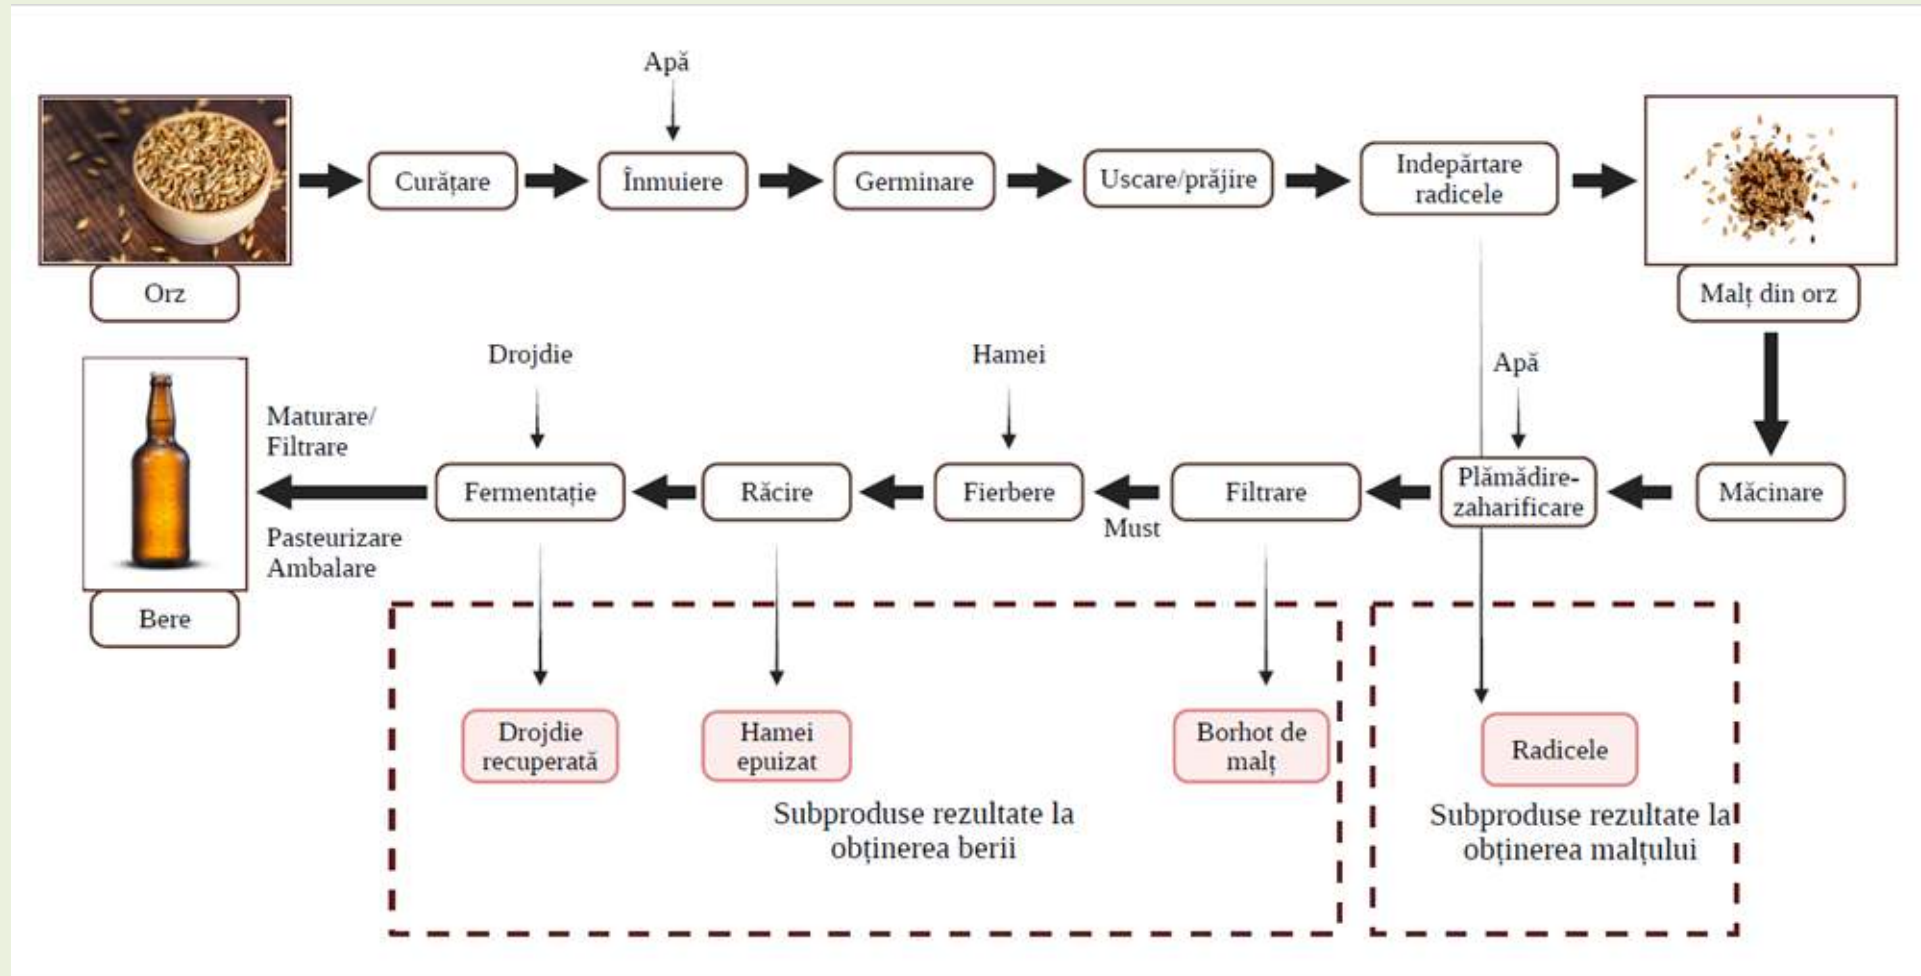 Apă
Curățare
Înmuiere
Germinare
Uscare/prăjire
Indepărtare
radicele
Orz
Malț din orz
Drojdie
Hamei
Apă
Maturare/
Filtrare
Fermentație
Răcire
Fierbere
Filtrare
Plămădire-
zaharificare
Măcinare
Must
Pasteurizare
Ambalare
Bere
Drojdie
recuperată
Hamei
epuizat
Borhot de
malț
Radicele
Subproduse rezultate la
obținerea berii
Subproduse rezultate la
obținerea malțului